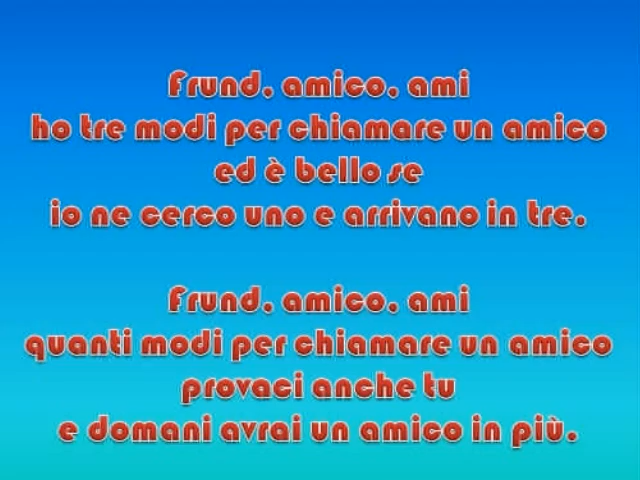 Frund, amico, ami
ho tre modi per chiamare un amico
ed è bello se
io ne cerco uno e arrivano in tre.
Frund, amico, ami
quanti modi per chiamare un amico
provaci anche tu
e domani avrai un amico in più.